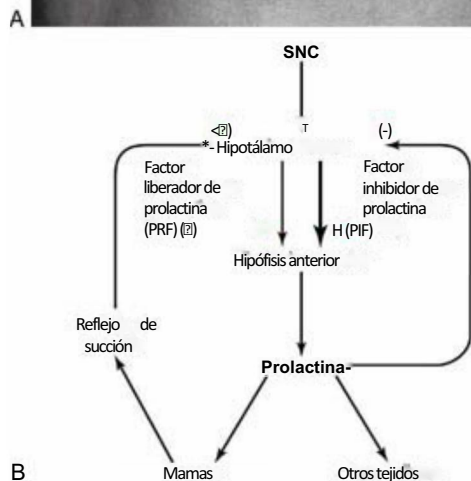 A
SNC
(-)
*- Hipotálamo
Factor
liberador de
prolactina
(PRF)
Factor
inhibidor de
prolactina
H (PIF)
Hipófisis anterior
Reflejo de
succión
Prolactina-
Mamas
Otros tejidos
B